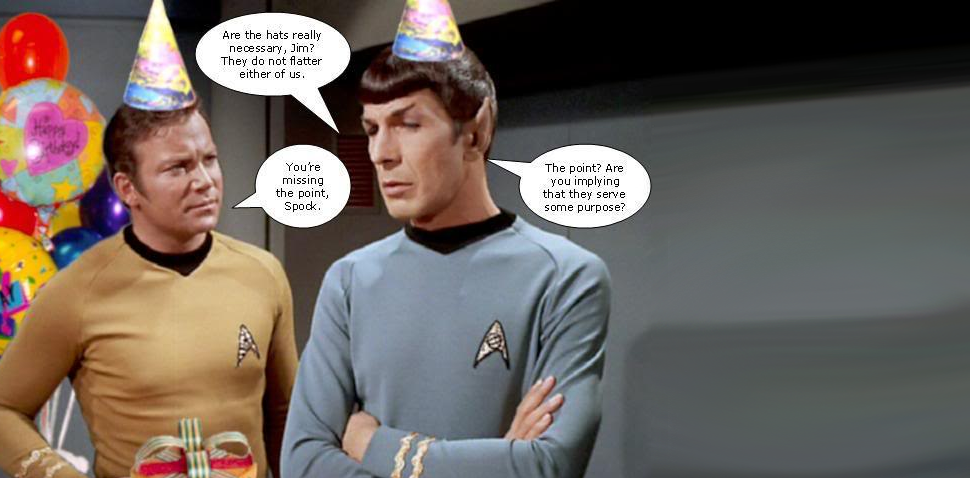 Are the hats really
necessary, Jim?
They do not flatter
either of us.
You're
missing
the point,
Spock.
The point? Are
you implying
that they serve
some purpose?
Happy
Birthday!